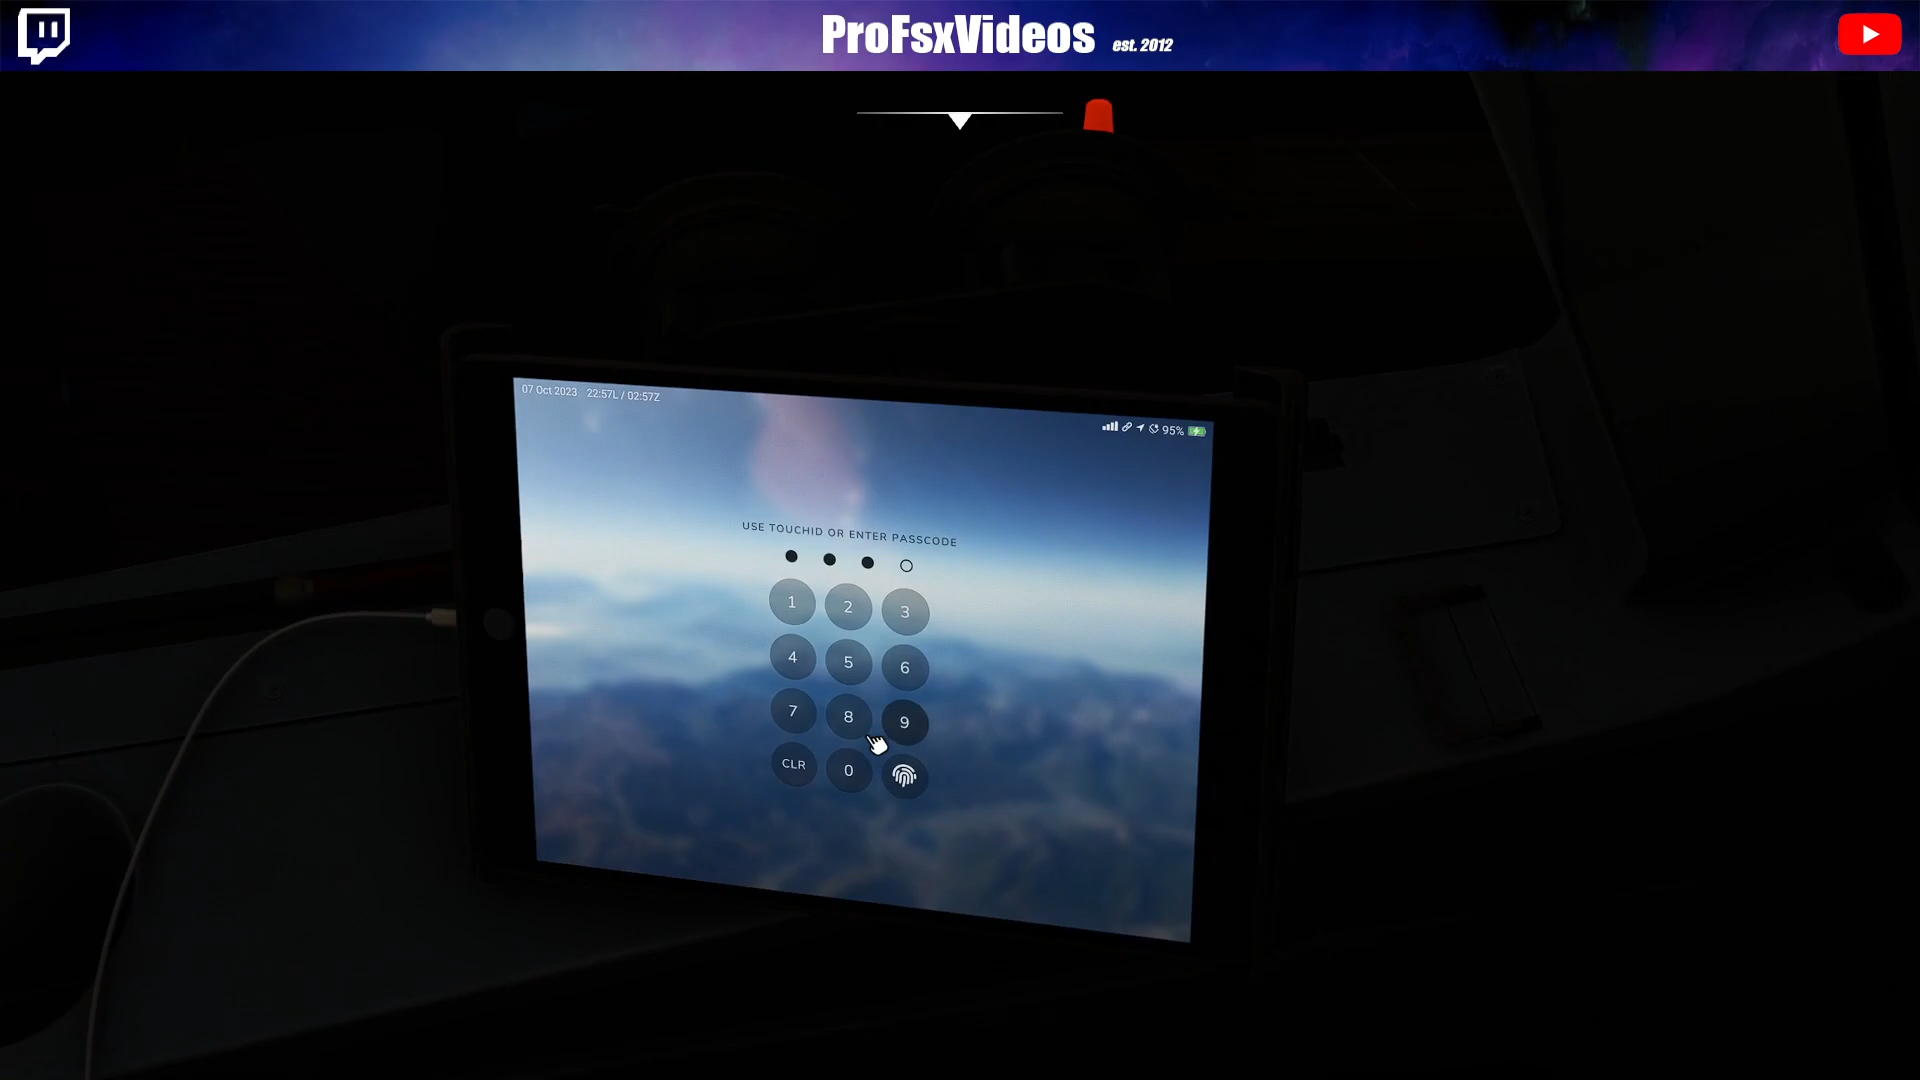 ProFsxVideos est. 2012
07 Oct 2023 22:57L / 02:57Z
95%
USE TOUCHID OR ENTER PASSCODE
1 2 3
4 5 6
7 8 9
CLR 0